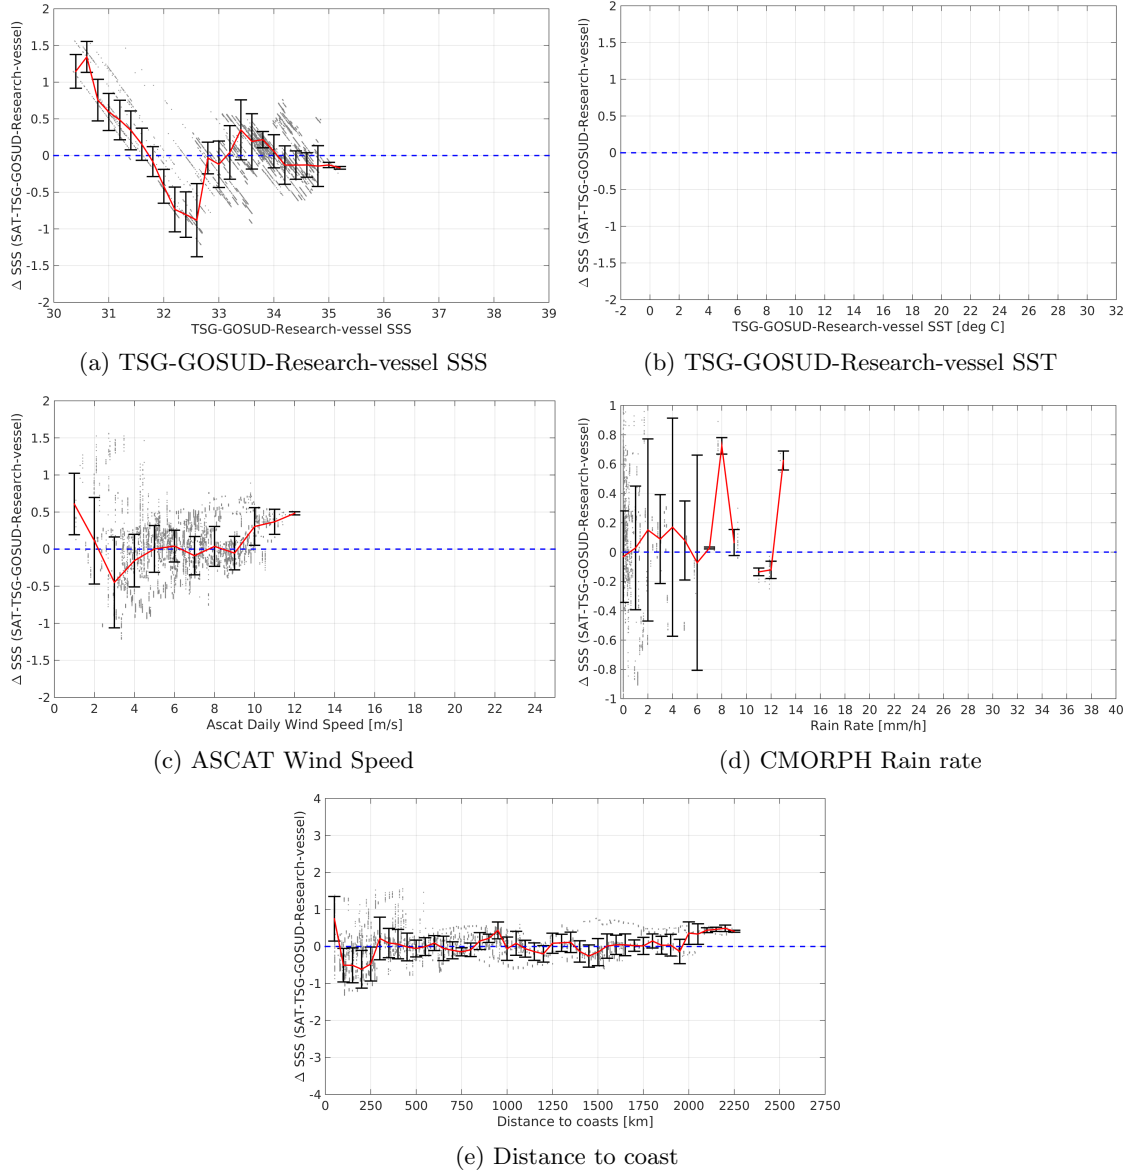 Δ SSS (SAT-TSG-GOSUD-Research-vessel)
2
1.5
1
0.5
0
-0.5
-1
-1.5
-2
30 31 32 33 34 35 36 37 38 39
TSG-GOSUD-Research-vessel SSS
(a) TSG-GOSUD-Research-vessel SSS
Δ SSS (SAT-TSG-GOSUD-Research-vessel)
2
1.5
1
0.5
0
-0.5
-1
-1.5
-2
-2 0 2 4 6 8 10 12 14 16 18 20 22 24 26 28 30 32
TSG-GOSUD-Research-vessel SST [deg C]
(b) TSG-GOSUD-Research-vessel SST
Δ SSS (SAT-TSG-GOSUD-Research-vessel)
2
1.5
1
0.5
0
-0.5
-1
-1.5
-2
0 2 4 6 8 10 12 14 16 18 20 22 24
Ascat Daily Wind Speed [m/s]
(c) ASCAT Wind Speed
Δ SSS (SAT-TSG-GOSUD-Research-vessel)
1
0.8
0.6
0.4
0.2
0
-0.2
-0.4
-0.6
-0.8
-1
0 2 4 6 8 10 12 14 16 18 20 22 24 26 28 30 32 34 36 38 40
Rain Rate [mm/h]
(d) CMORPH Rain rate
Δ SSS (SAT-TSG-GOSUD-Research-vessel)
4
3
2
1
0
-1
-2
-3
-4
0 250 500 750 1000 1250 1500 1750 2000 2250 2500 2750
Distance to coasts [km]
(e) Distance to coast